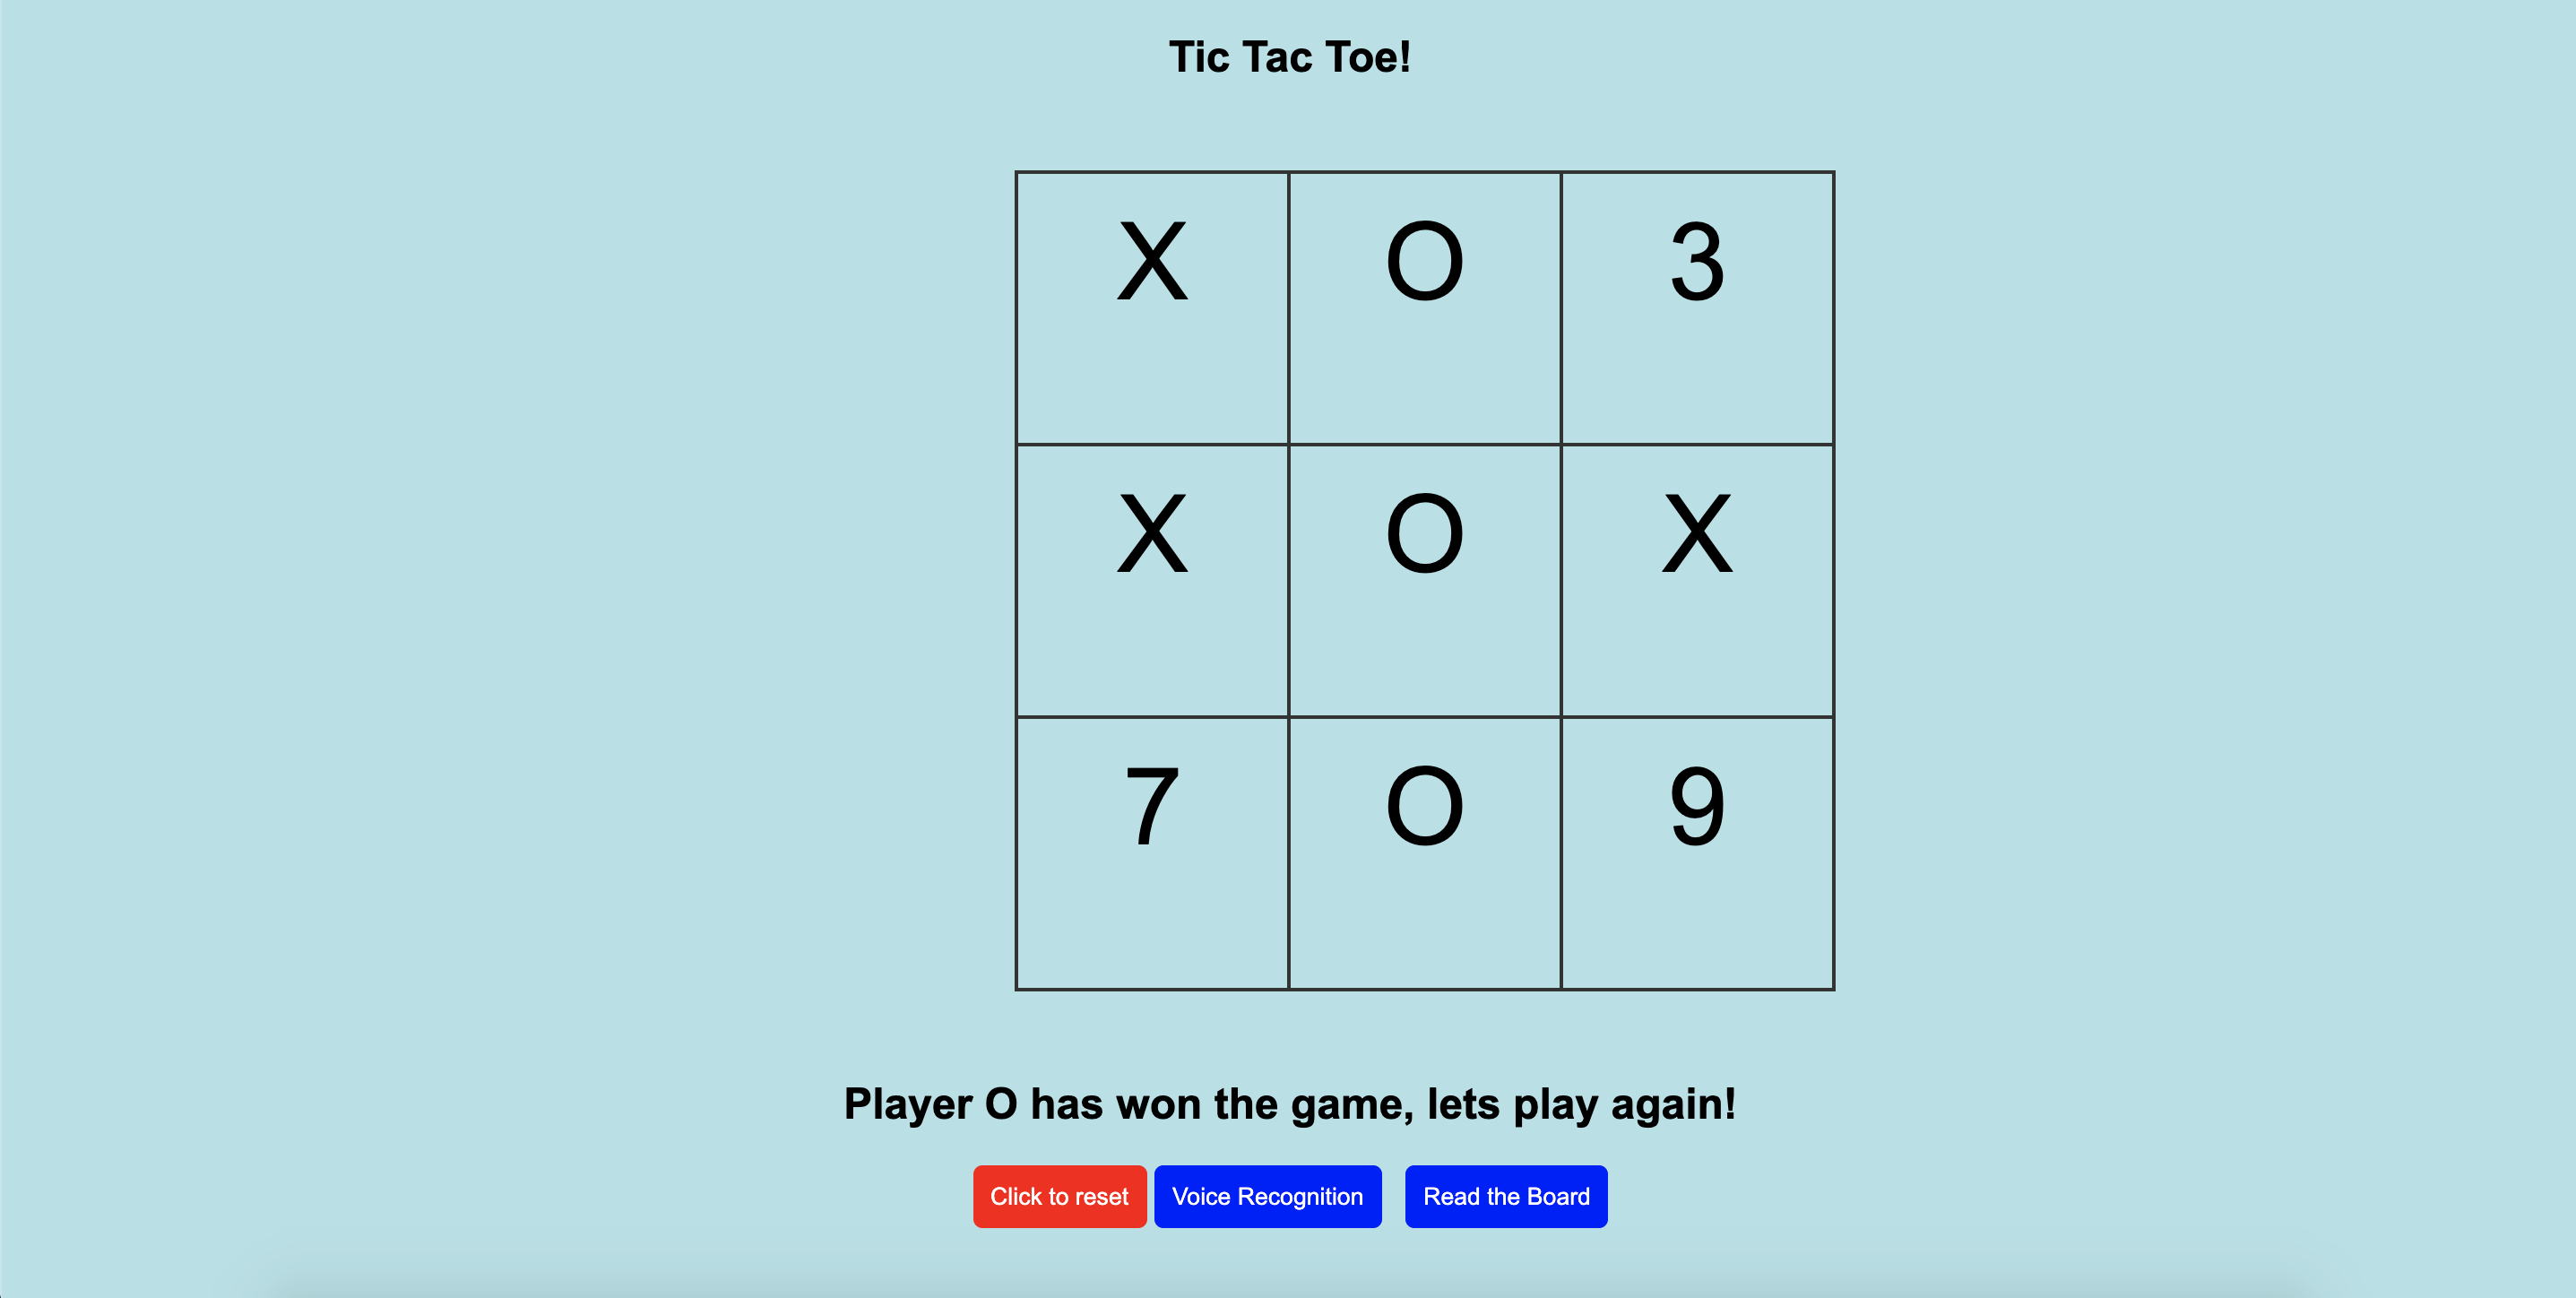 Tic Tac Toe!
X O 3
X O X
7 O 9
Player O has won the game, lets play again!
Click to reset Voice Recognition Read the Board